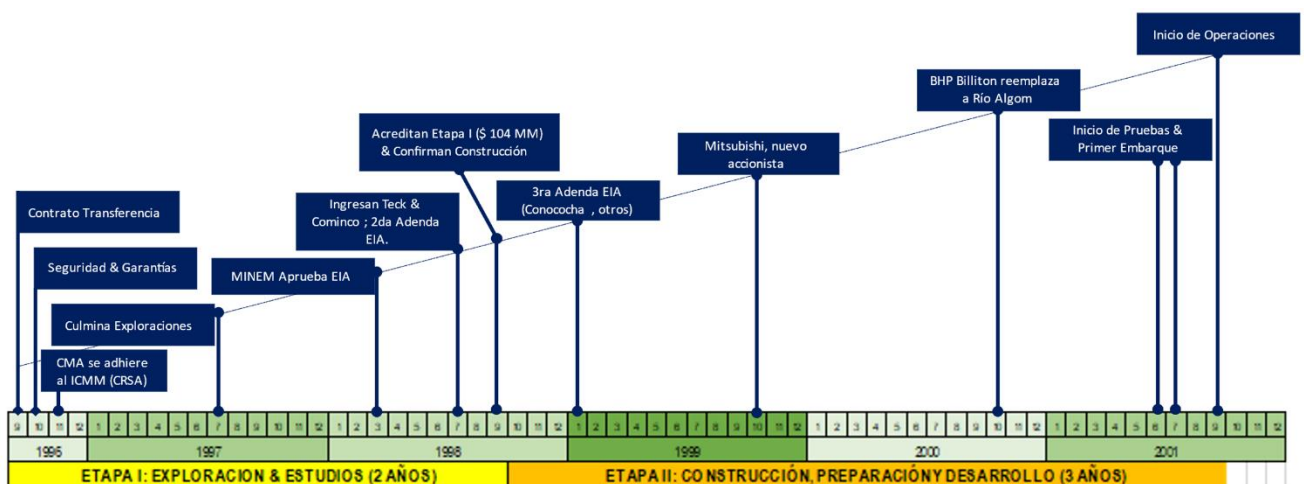 Inicio de Operaciones
BHP Billiton reemplaza
a Río Algom
Acreditan Etapa I ($ 104 MM)
& Confirman Construcción
Inicio de Pruebas &
Primer Embarque
Mitsubishi, nuevo
accionista
3ra Adenda EIA
(Conococha , otros)
Ingresan Teck &
Cominco ; 2da Adenda
EIA.
Contrato Transferencia
Seguridad & Garantías
MINEM Aprueba EIA
Culmina Exploraciones
CMA se adhiere
al ICMM (CRSA)
9 10 11 12 1 2 3 4 5 6 7 8 9 10 11 12 1 2 3 4 5 6 7 8 9 10 11 12 1 2 3 4 5 6 7 8 9 10 11 12 1 2 3 4 5 6 7 8 9 10 11 12 1 2 3 4 5 6 7 8 9 10 11 12
1996 1997 1998 1999 2000 2001
ETAPA I: EXPLORACION & ESTUDIOS (2 AÑOS) ETAPA II: CONSTRUCCIÓN, PREPARACIÓN Y DESARROLLO (3 AÑOS)